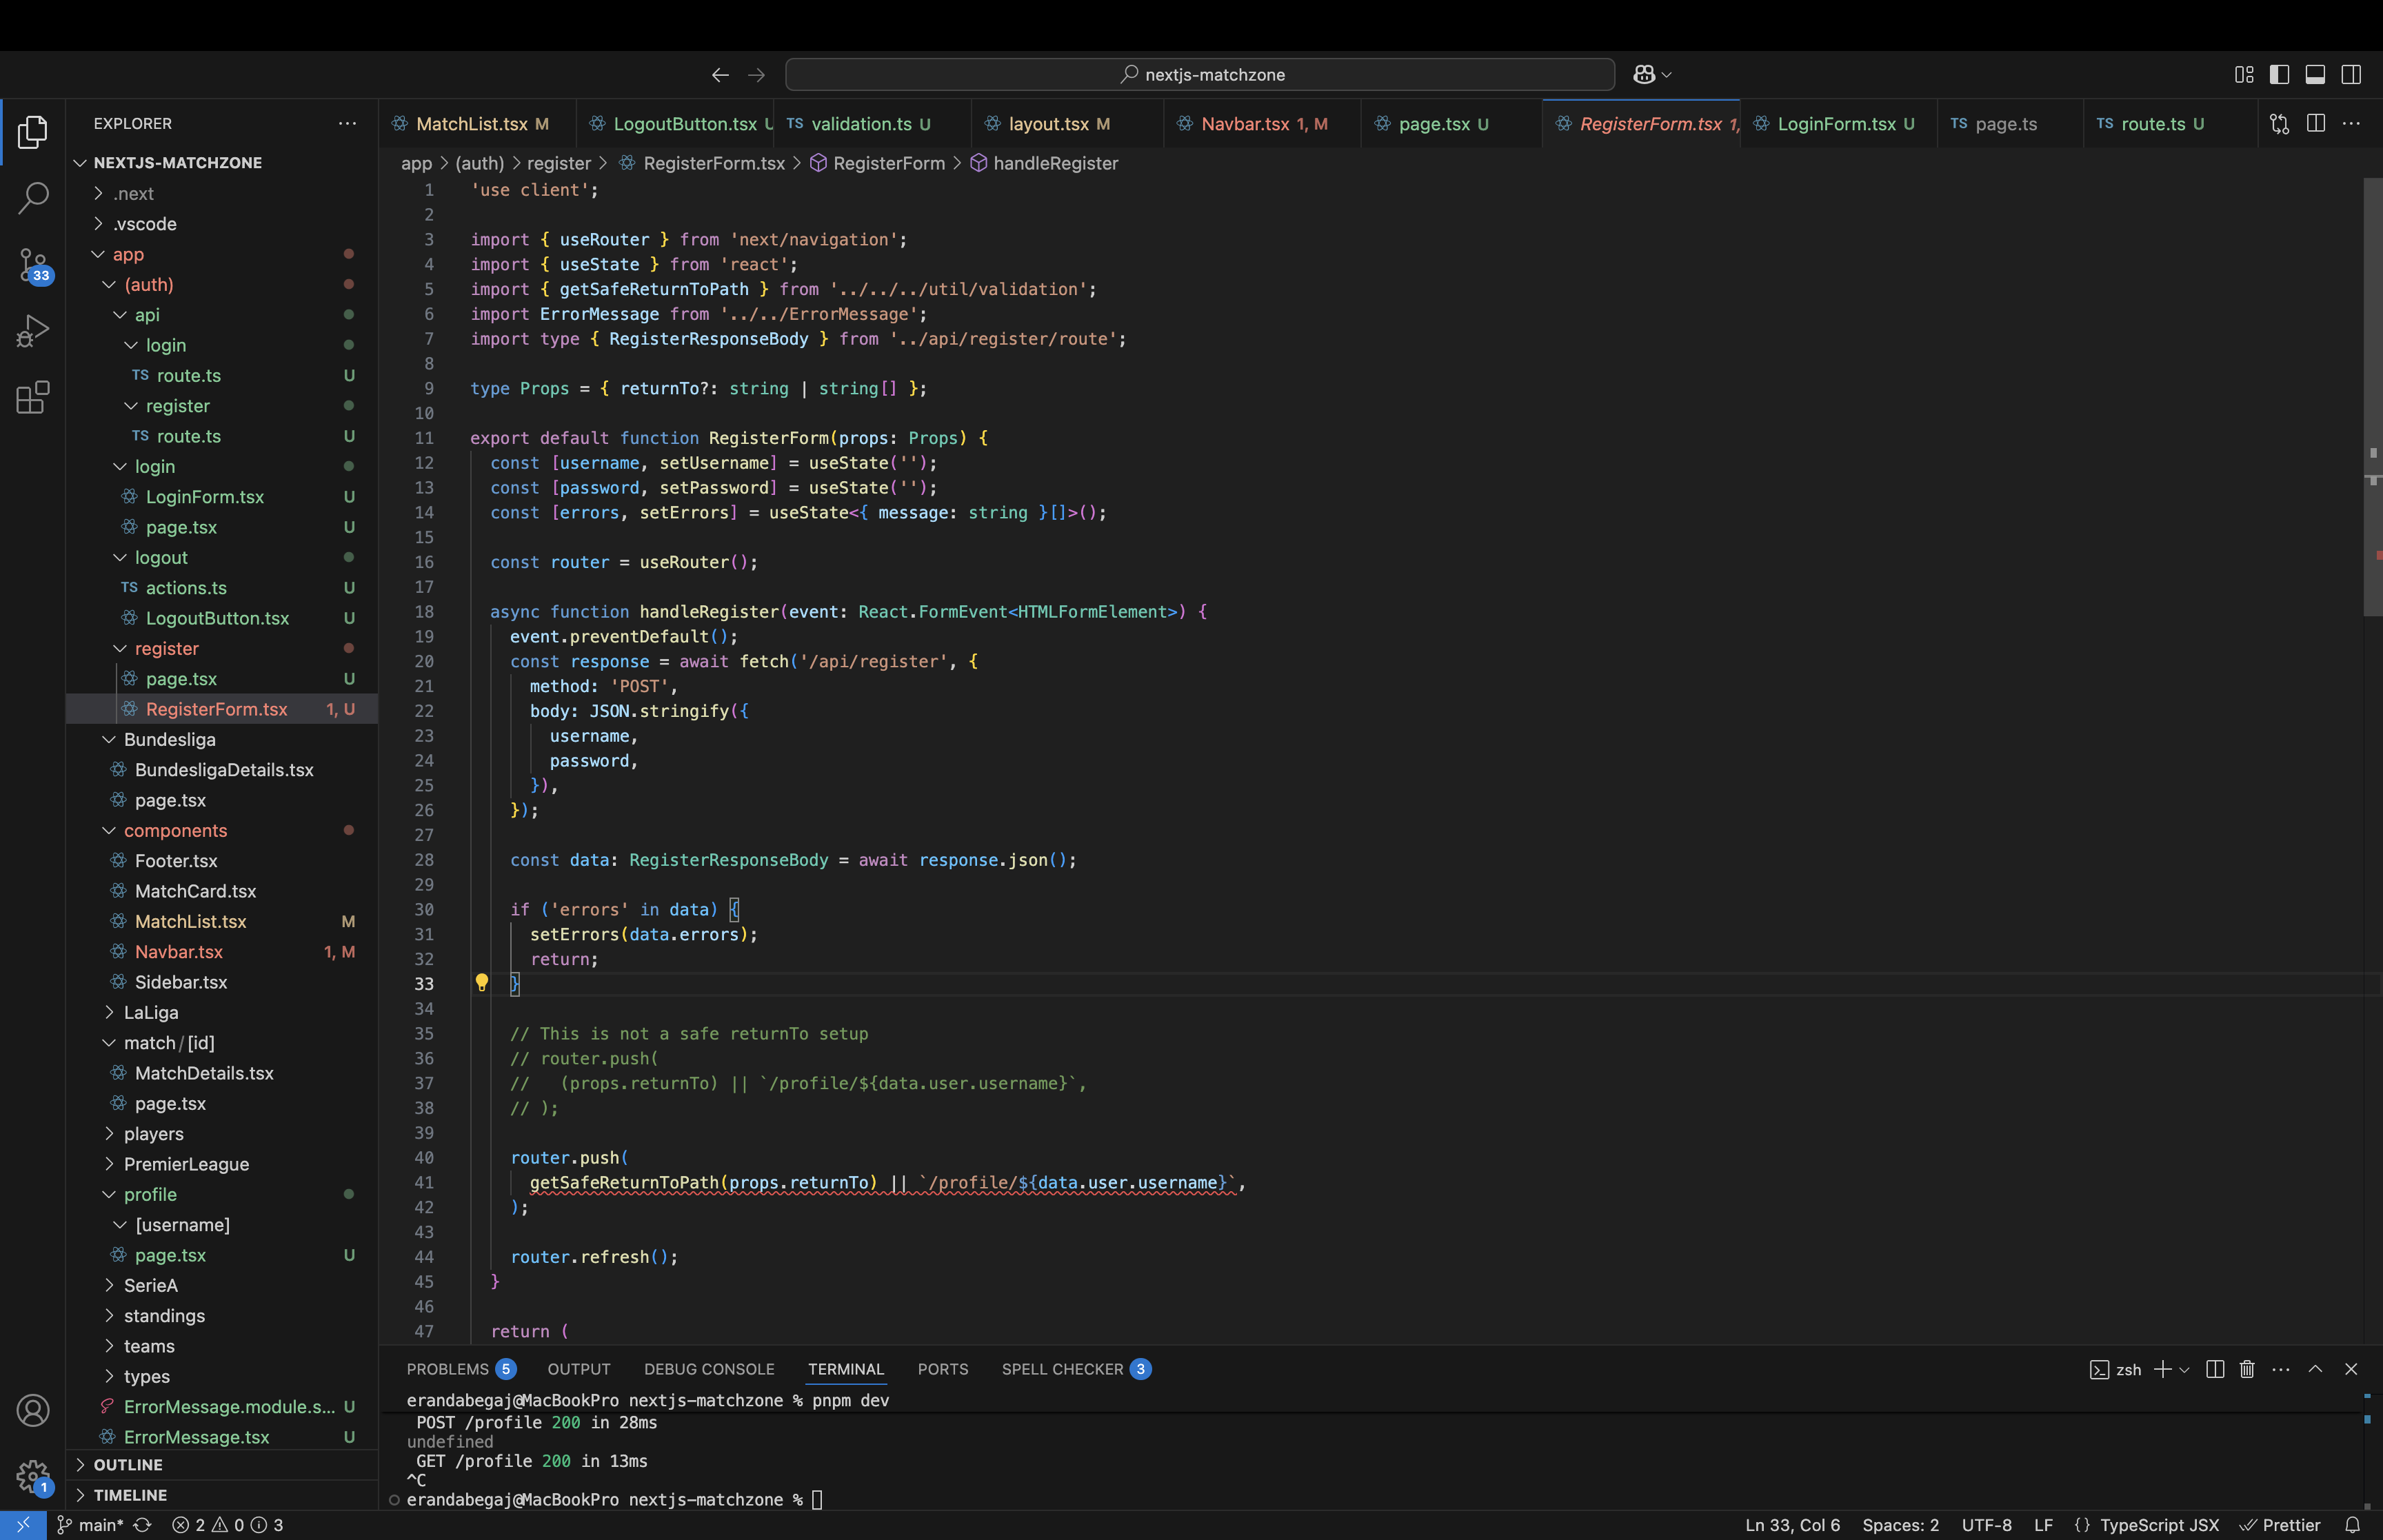 nextjs-matchzone
EXPLORER
NEXTJS-MATCHZONE
.next
.vscode
app
(auth)
api
login
TS route.ts U
register
TS route.ts U
login
LoginForm.tsx U
page.tsx U
logout
TS actions.ts U
LogoutButton.tsx U
register
page.tsx U
RegisterForm.tsx 1, U
Bundesliga
BundesligaDetails.tsx
page.tsx
components
Footer.tsx
MatchCard.tsx
MatchList.tsx M
Navbar.tsx 1, M
Sidebar.tsx
LaLiga
match/[id]
MatchDetails.tsx
page.tsx
players
PremierLeague
profile
[username]
page.tsx U
SerieA
standings
teams
types
ErrorMessage.module.s... U
ErrorMessage.tsx U
OUTLINE
TIMELINE
33
1
MatchList.tsx M LogoutButton.tsx U TS validation.ts U layout.tsx M Navbar.tsx 1, M page.tsx U RegisterForm.tsx 1, LoginForm.tsx U TS page.ts TS route.ts U
app > (auth) > register > RegisterForm.tsx > RegisterForm > handleRegister
1 'use client';
2
3 import { useRouter } from 'next/navigation';
4 import { useState } from 'react';
5 import { getSafeReturnToPath } from '../../../util/validation';
6 import ErrorMessage from '../../ErrorMessage';
7 import type { RegisterResponseBody } from '../api/register/route';
8
9 type Props = { returnTo?: string | string[] };
10
11 export default function RegisterForm(props: Props) {
12 const [username, setUsername] = useState('');
13 const [password, setPassword] = useState('');
14 const [errors, setErrors] = useState<{ message: string }[]>();
15
16 const router = useRouter();
17
18 async function handleRegister(event: React.FormEvent<HTMLFormElement>) {
19 event.preventDefault();
20 const response = await fetch('/api/register', {
21 method: 'POST',
22 body: JSON.stringify({
23 username,
24 password,
25 }),
26 });
27
28 const data: RegisterResponseBody = await response.json();
29
30 if ('errors' in data) {
31 setErrors(data.errors);
32 return;
33 }
34
35 // This is not a safe returnTo setup
36 // router.push(
37 //   (props.returnTo) || `/profile/${data.user.username}`,
38 // );
39
40 router.push(
41 getSafeReturnToPath(props.returnTo) || `/profile/${data.user.username}`,
42 );
43
44 router.refresh();
45 }
46
47 return (
PROBLEMS 5 OUTPUT DEBUG CONSOLE TERMINAL PORTS SPELL CHECKER 3 zsh
erandabegaj@MacBookPro nextjs-matchzone % pnpm dev
POST /profile 200 in 28ms
undefined
GET /profile 200 in 13ms
^C
erandabegaj@MacBookPro nextjs-matchzone %
main* 2 0 3 Ln 33, Col 6 Spaces: 2 UTF-8 LF {} TypeScript JSX Prettier